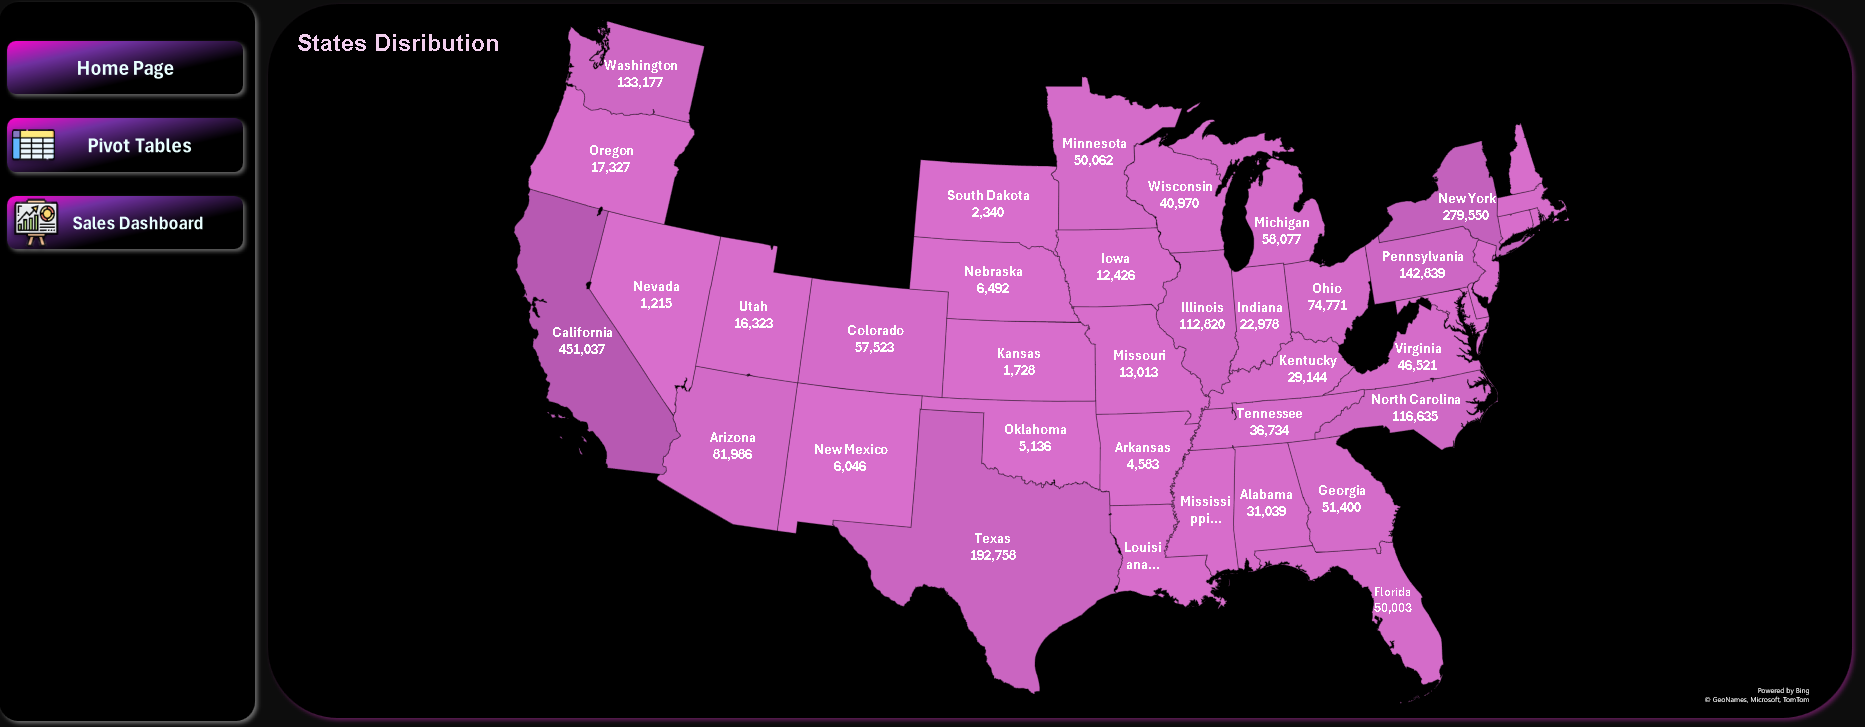 Home Page
Pivot Tables
Sales Dashboard
States Disribution
Washington
133,177
Oregon
17,327
California
451,037
Nevada
1,215
Utah
16,323
Colorado
57,523
Arizona
81,986
New Mexico
6,046
South Dakota
2,340
Nebraska
6,492
Kansas
1,728
Oklahoma
5,136
Texas
192,758
Minnesota
50,062
Iowa
12,426
Missouri
13,013
Arkansas
4,583
Louisi
ana...
Wisconsin
40,970
Illinois
112,820
Mississi
ppi...
Michigan
58,077
Indiana
22,978
Kentucky
29,144
Tennessee
36,734
Alabama
31,039
Ohio
74,771
Georgia
51,400
Florida
50,003
New York
279,550
Pennsylvania
142,839
Virginia
46,521
North Carolina
116,635
Powered by Bing
© GeoNames, Microsoft, TomTom